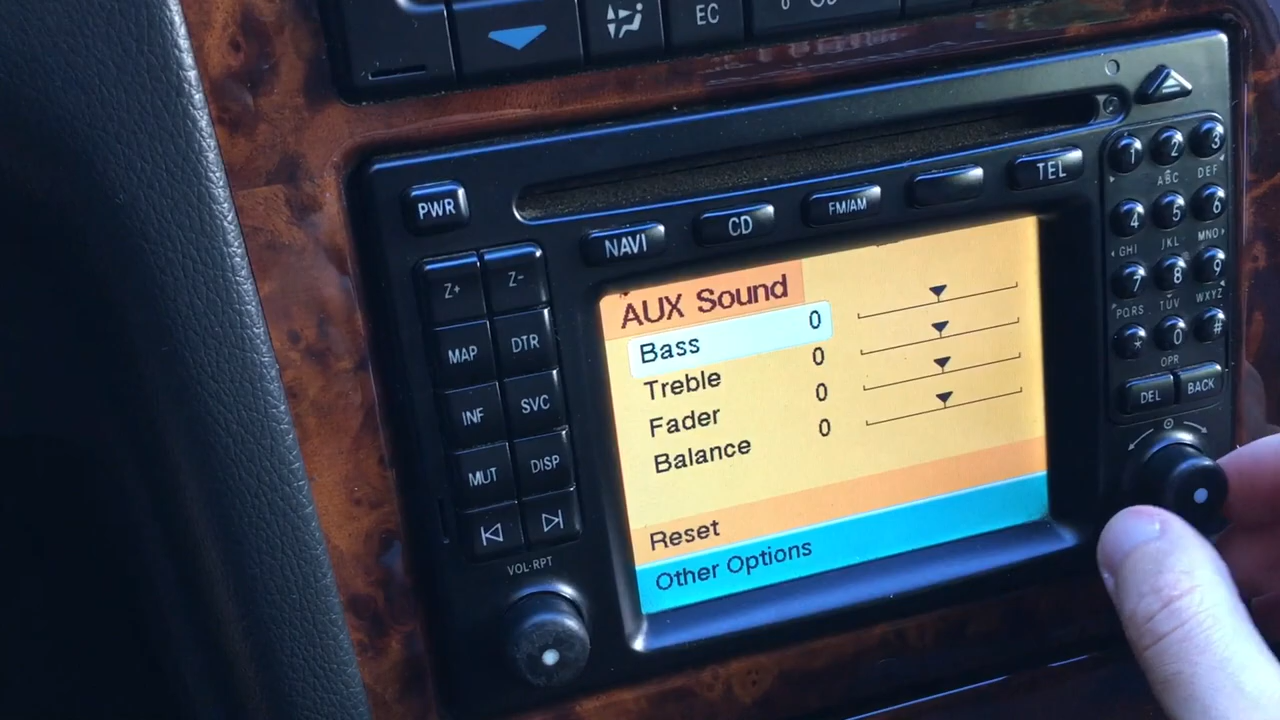 EC
PWR
NAVI
CD
FM/AM
TEL
1 2 3
ABC DEF
4 5 6
GHI JKL MNO
7 8 9
PQRS TUV WXYZ
* 0 #
OPR
DEL BACK
Z+ Z-
MAP DTR
INF SVC
MUT DISP
VOL·RPT
AUX Sound
Bass 0
Treble 0
Fader 0
Balance 0
Reset
Other Options